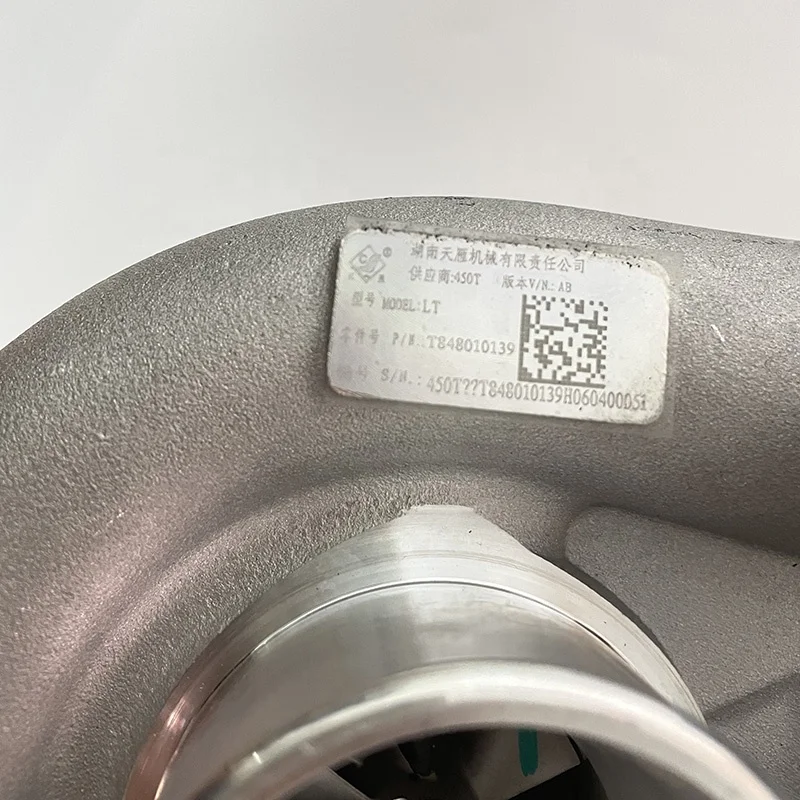 湖南天雁机械有限责任公司
供应商:450T 版本V/N.:AB
型号 MODEL:LT
零件号 P/N.:T848010139
号 S/N.: 450T??T848010139H060400051